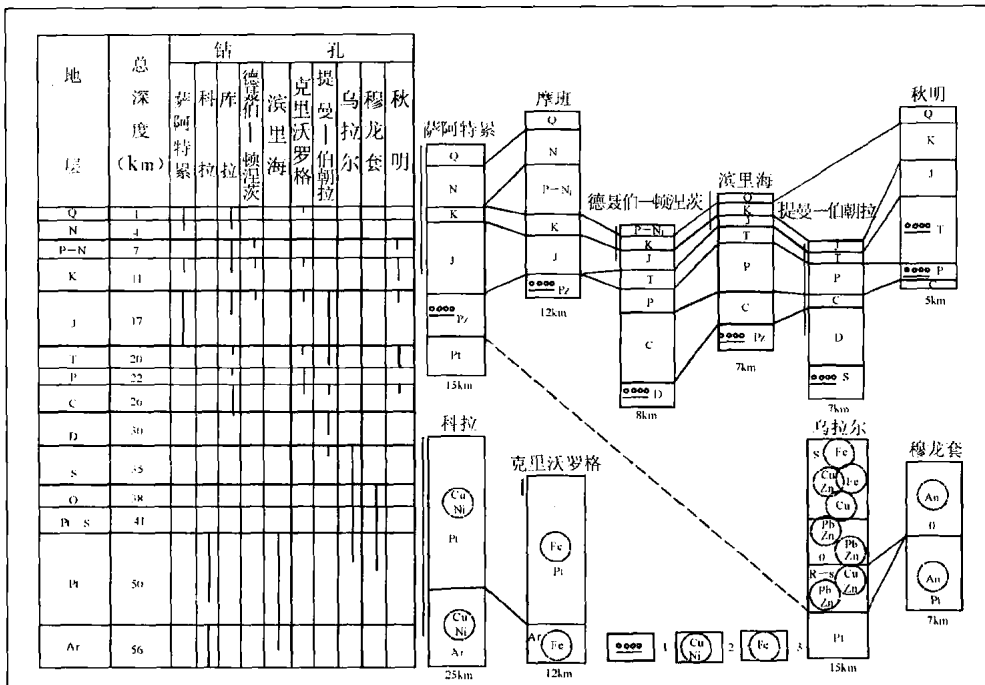 钻孔
地层
总深度(km)
萨阿特累
科拉
库拉
德聂伯—顿涅茨
滨里海
克里沃罗格
提曼—伯朝拉
乌拉尔
穆龙套
秋明
Q 1
N 4
P-N 7
K 11
J 17
T 20
P 22
C 26
D 30
S 35
O 38
Pt S 41
Pt 50
Ar 56
萨阿特累
Q
N
K
J
Pz
Pt
15km
摩班
Q
N
P-N₁
K
J
Pz
12km
德聂伯—顿涅茨
P-N₁
K
J
T
P
C
D
8km
滨里海
Q
K
J
T
P
C
Pz
7km
提曼—伯朝拉
J
T
P
C
D
S
7km
秋明
Q
K
J
T
P
C
5km
科拉
Cu
Ni
Pt
Cu
Ni
Ar
25km
克里沃罗格
Fe
Pt
Ar Fe
12km
乌拉尔
S Fe
Cu
Zn Fe
Cu
Pb
Zn
Pb
Zn
0
R-s Cu
Zn
Pb
Zn
Pt
15km
穆龙套
An
0
An
Pt
7km
1
Cu
Ni
2
Fe
3